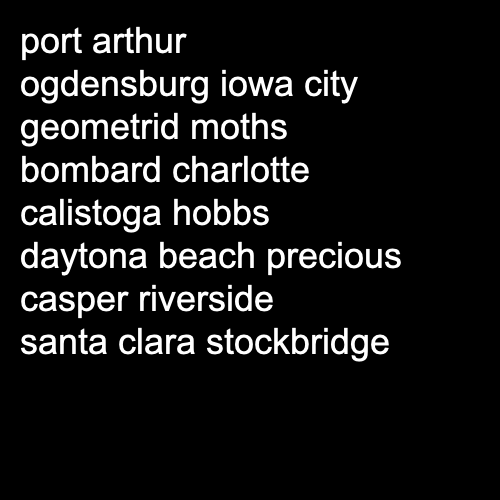 port arthur
ogdensburg iowa city
geometrid moths
bombard charlotte
calistoga hobbs
daytona beach precious
casper riverside
santa clara stockbridge